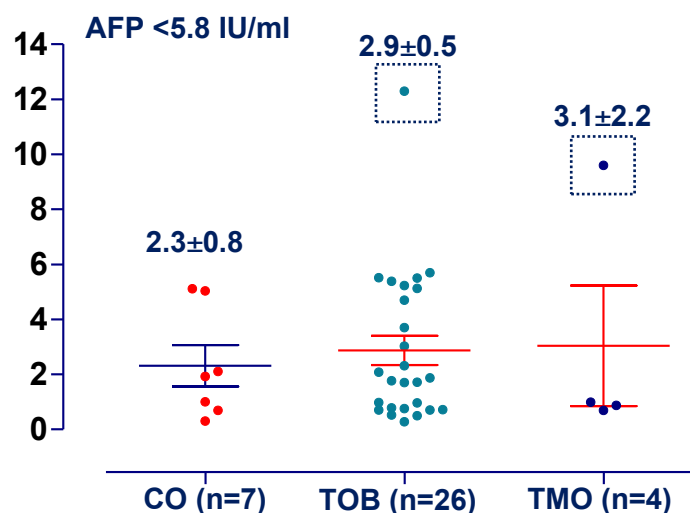 AFP <5.8 IU/ml
14
12
10
8
6
4
2
0
2.3±0.8
2.9±0.5
3.1±2.2
CO (n=7)
TOB (n=26)
TMO (n=4)